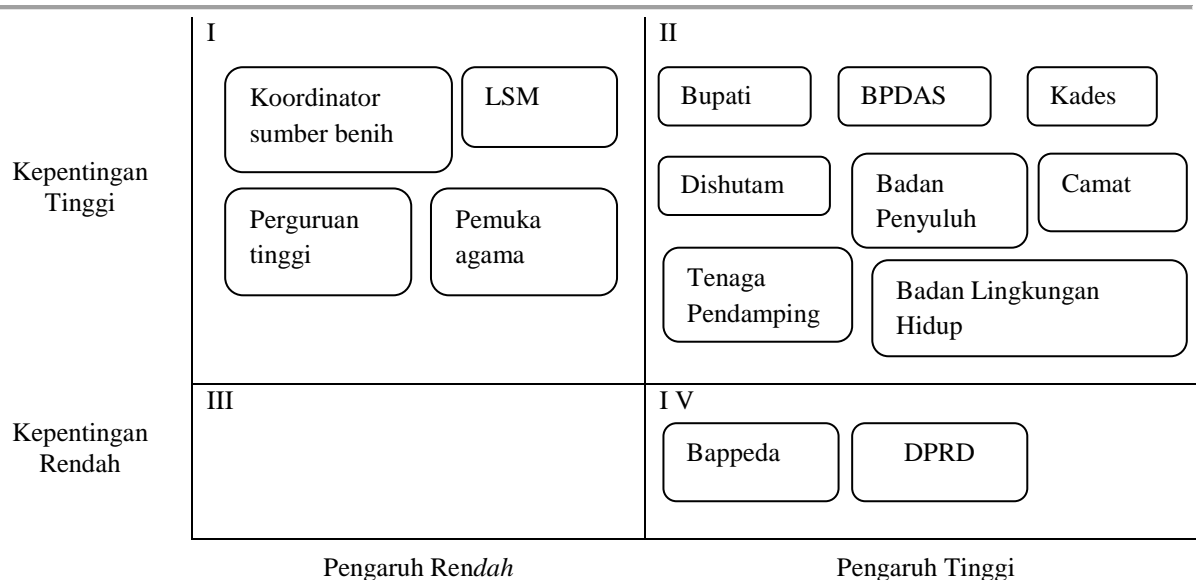 I
II
Koordinator
sumber benih
LSM
Bupati
BPDAS
Kades
Kepentingan
Tinggi
Perguruan
tinggi
Pemuka
agama
Dishutam
Badan
Penyuluh
Camat
Tenaga
Pendamping
Badan Lingkungan
Hidup
Kepentingan
Rendah
III
I V
Bappeda
DPRD
Pengaruh Rendah
Pengaruh Tinggi